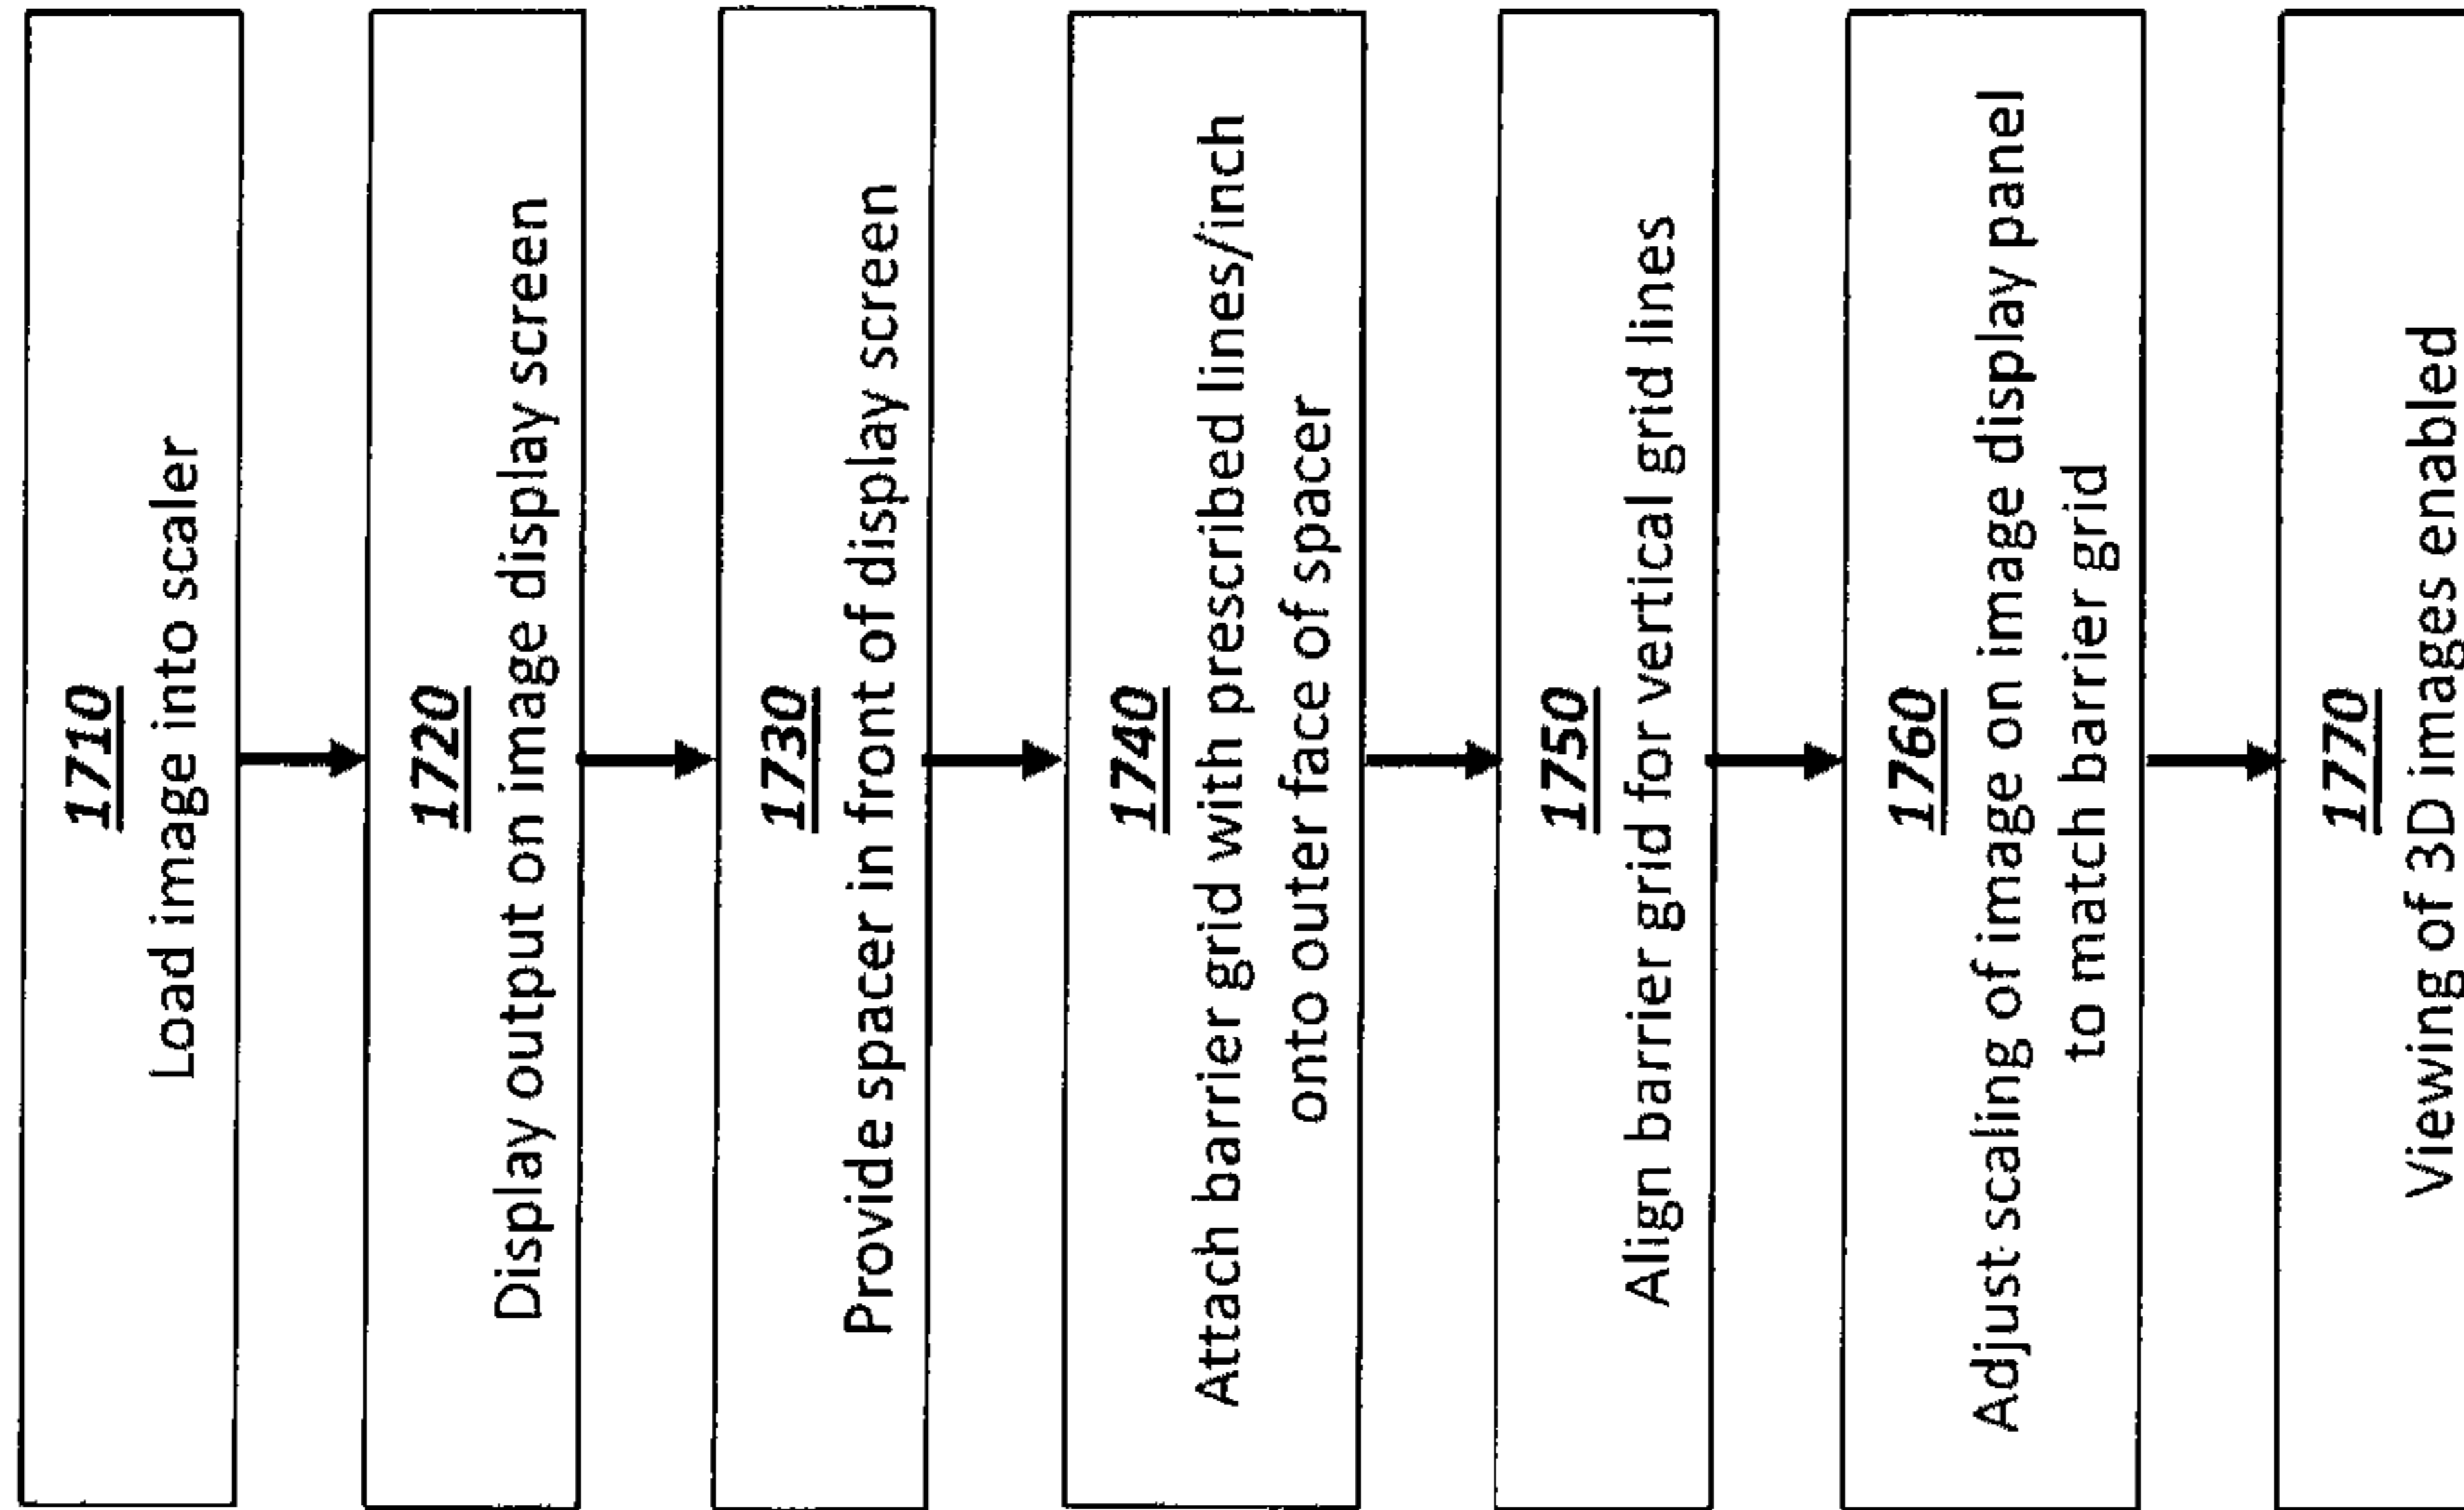 1710
Load image into scaler
1720
Display output on image display screen
1730
Provide spacer in front of display screen
1740
Attach barrier grid with prescribed lines/inch
onto outer face of spacer
1750
Align barrier grid for vertical grid lines
1760
Adjust scaling of image on image display panel
to match barrier grid
1770
Viewing of 3D images enabled